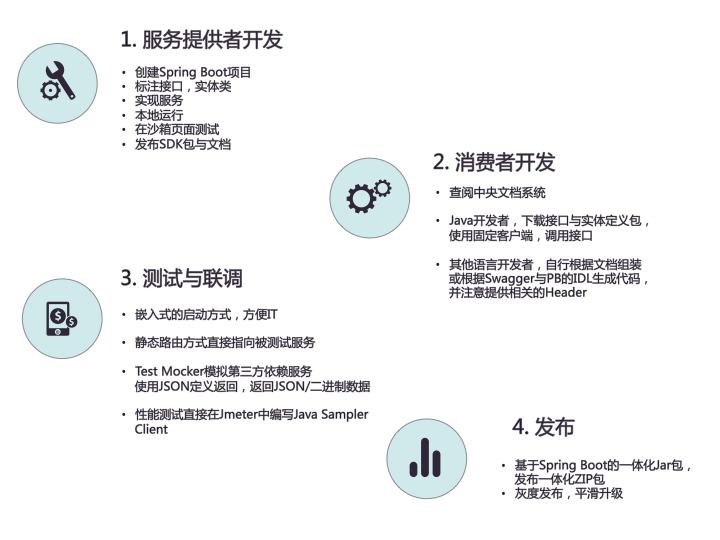 1. 服务提供者开发
• 创建Spring Boot项目
• 标注接口，实体类
• 实现服务
• 本地运行
• 在沙箱页面测试
• 发布SDK包与文档
2. 消费者开发
• 查阅中央文档系统
• Java开发者，下载接口与实体定义包，
使用固定客户端，调用接口
• 其他语言开发者，自行根据文档组装
或根据Swagger与PB的IDL生成代码，
并注意提供相关的Header
3. 测试与联调
• 嵌入式的启动方式，方便IT
• 静态路由方式直接指向被测试服务
• Test Mocker模拟第三方依赖服务
使用JSON定义返回，返回JSON/二进制数据
• 性能测试直接在Jmeter中编写Java Sampler
Client
4. 发布
• 基于Spring Boot的一体化Jar包，
发布一体化ZIP包
• 灰度发布，平滑升级